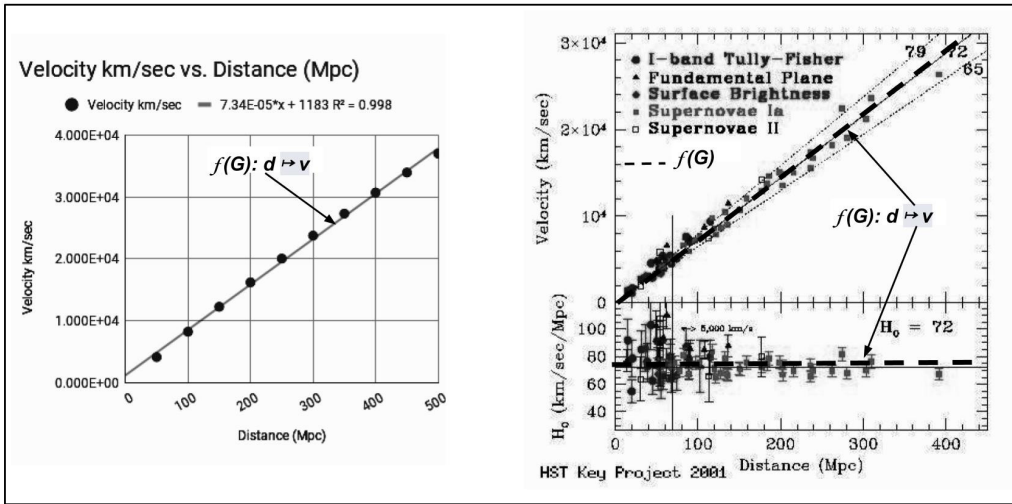 Velocity km/sec vs. Distance (Mpc)
Velocity km/sec
7.34E-05*x + 1183 R² = 0.998
4.000E+04
3.000E+04
2.000E+04
1.000E+04
0.000E+00
Velocity km/sec
f(G): d ↦ v
0
100
200
300
400
500
Distance (Mpc)
3×10⁴
2×10⁴
10⁴
0
Velocity (km/sec)
I-band Tully-Fisher
Fundamental Plane
Surface Brightness
Supernovae Ia
Supernovae II
f(G)
79
72
65
f(G): d ↦ v
100
80
60
40
H₀ (km/sec/Mpc)
5,000 km/s
H₀ = 72
0
100
200
300
400
HST Key Project 2001
Distance (Mpc)